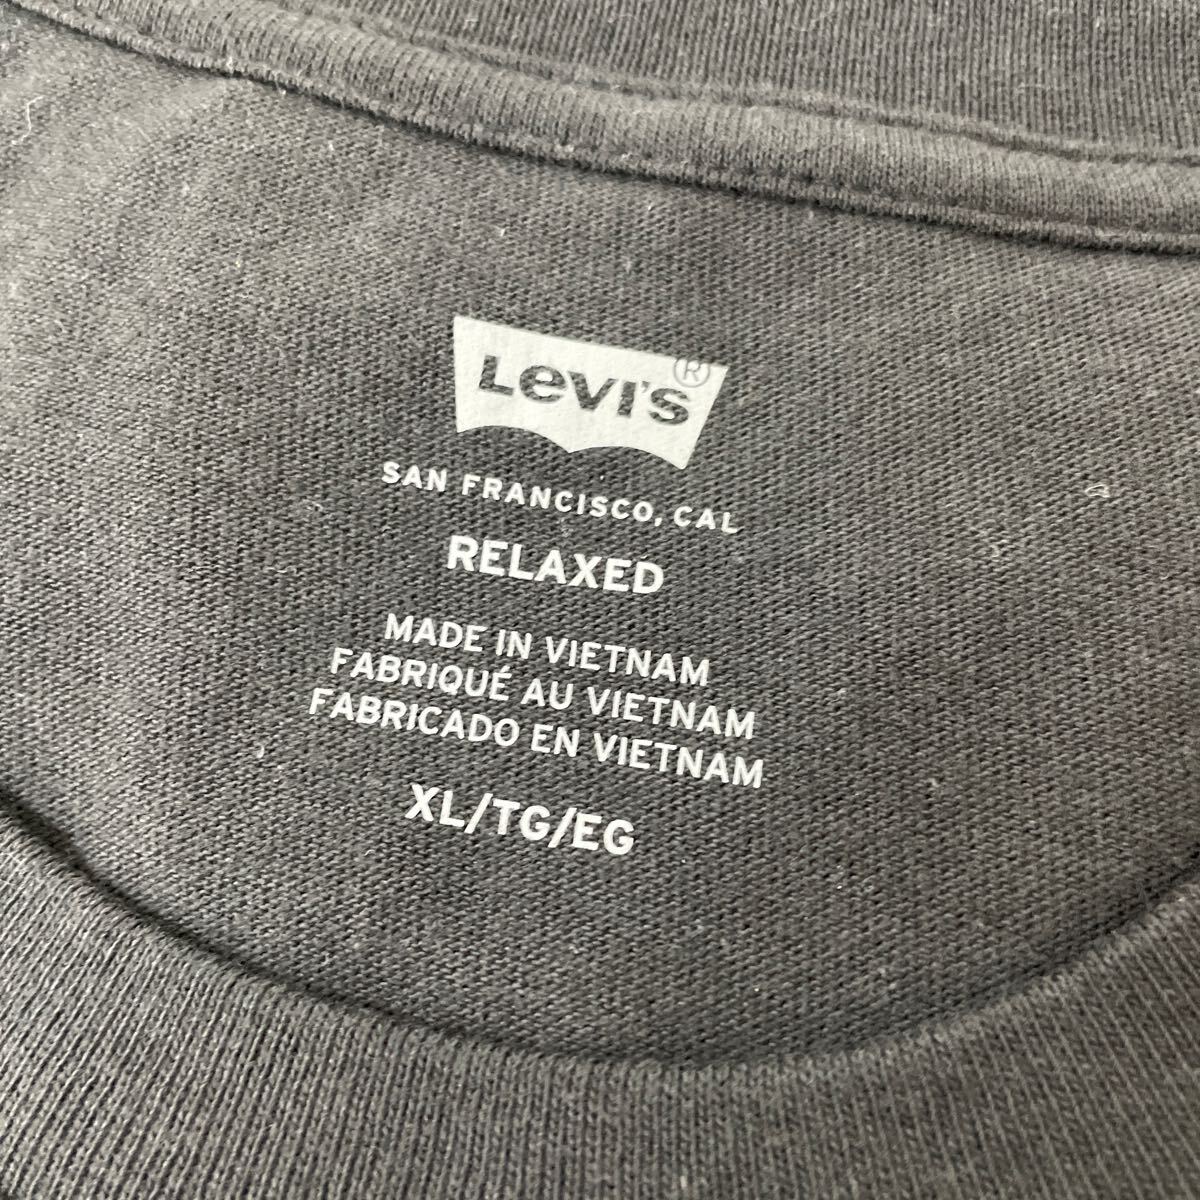 Levi's®
SAN FRANCISCO, CAL
RELAXED
MADE IN VIETNAM
FABRIQUÉ AU VIETNAM
FABRICADO EN VIETNAM
XL/TG/EG